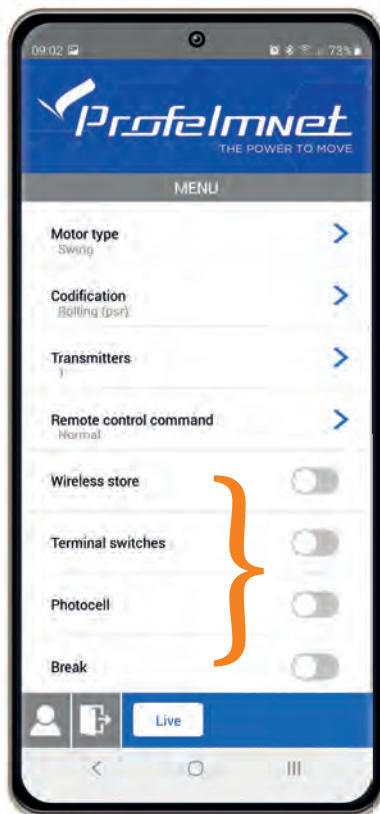 09:02 73%
Profelmnet
THE POWER TO MOVE
MENU
Motor type
Swing
Codification
Rolling (psr)
Transmitters
1
Remote control command
Normal
Wireless store
Terminal switches
Photocell
Break
Live